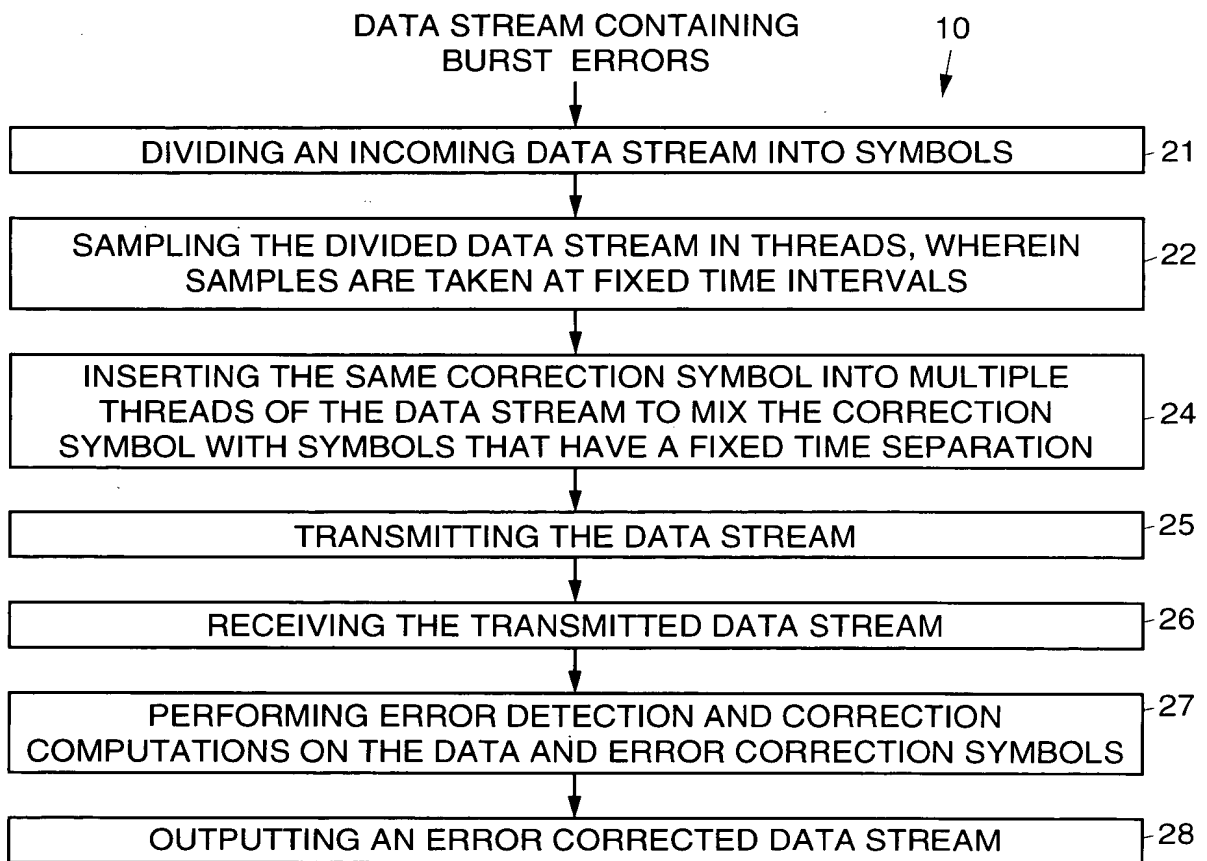 DATA STREAM CONTAINING
BURST ERRORS
10
DIVIDING AN INCOMING DATA STREAM INTO SYMBOLS
21
SAMPLING THE DIVIDED DATA STREAM IN THREADS, WHEREIN
SAMPLES ARE TAKEN AT FIXED TIME INTERVALS
22
INSERTING THE SAME CORRECTION SYMBOL INTO MULTIPLE
THREADS OF THE DATA STREAM TO MIX THE CORRECTION
SYMBOL WITH SYMBOLS THAT HAVE A FIXED TIME SEPARATION
24
TRANSMITTING THE DATA STREAM
25
RECEIVING THE TRANSMITTED DATA STREAM
26
PERFORMING ERROR DETECTION AND CORRECTION
COMPUTATIONS ON THE DATA AND ERROR CORRECTION SYMBOLS
27
OUTPUTTING AN ERROR CORRECTED DATA STREAM
28